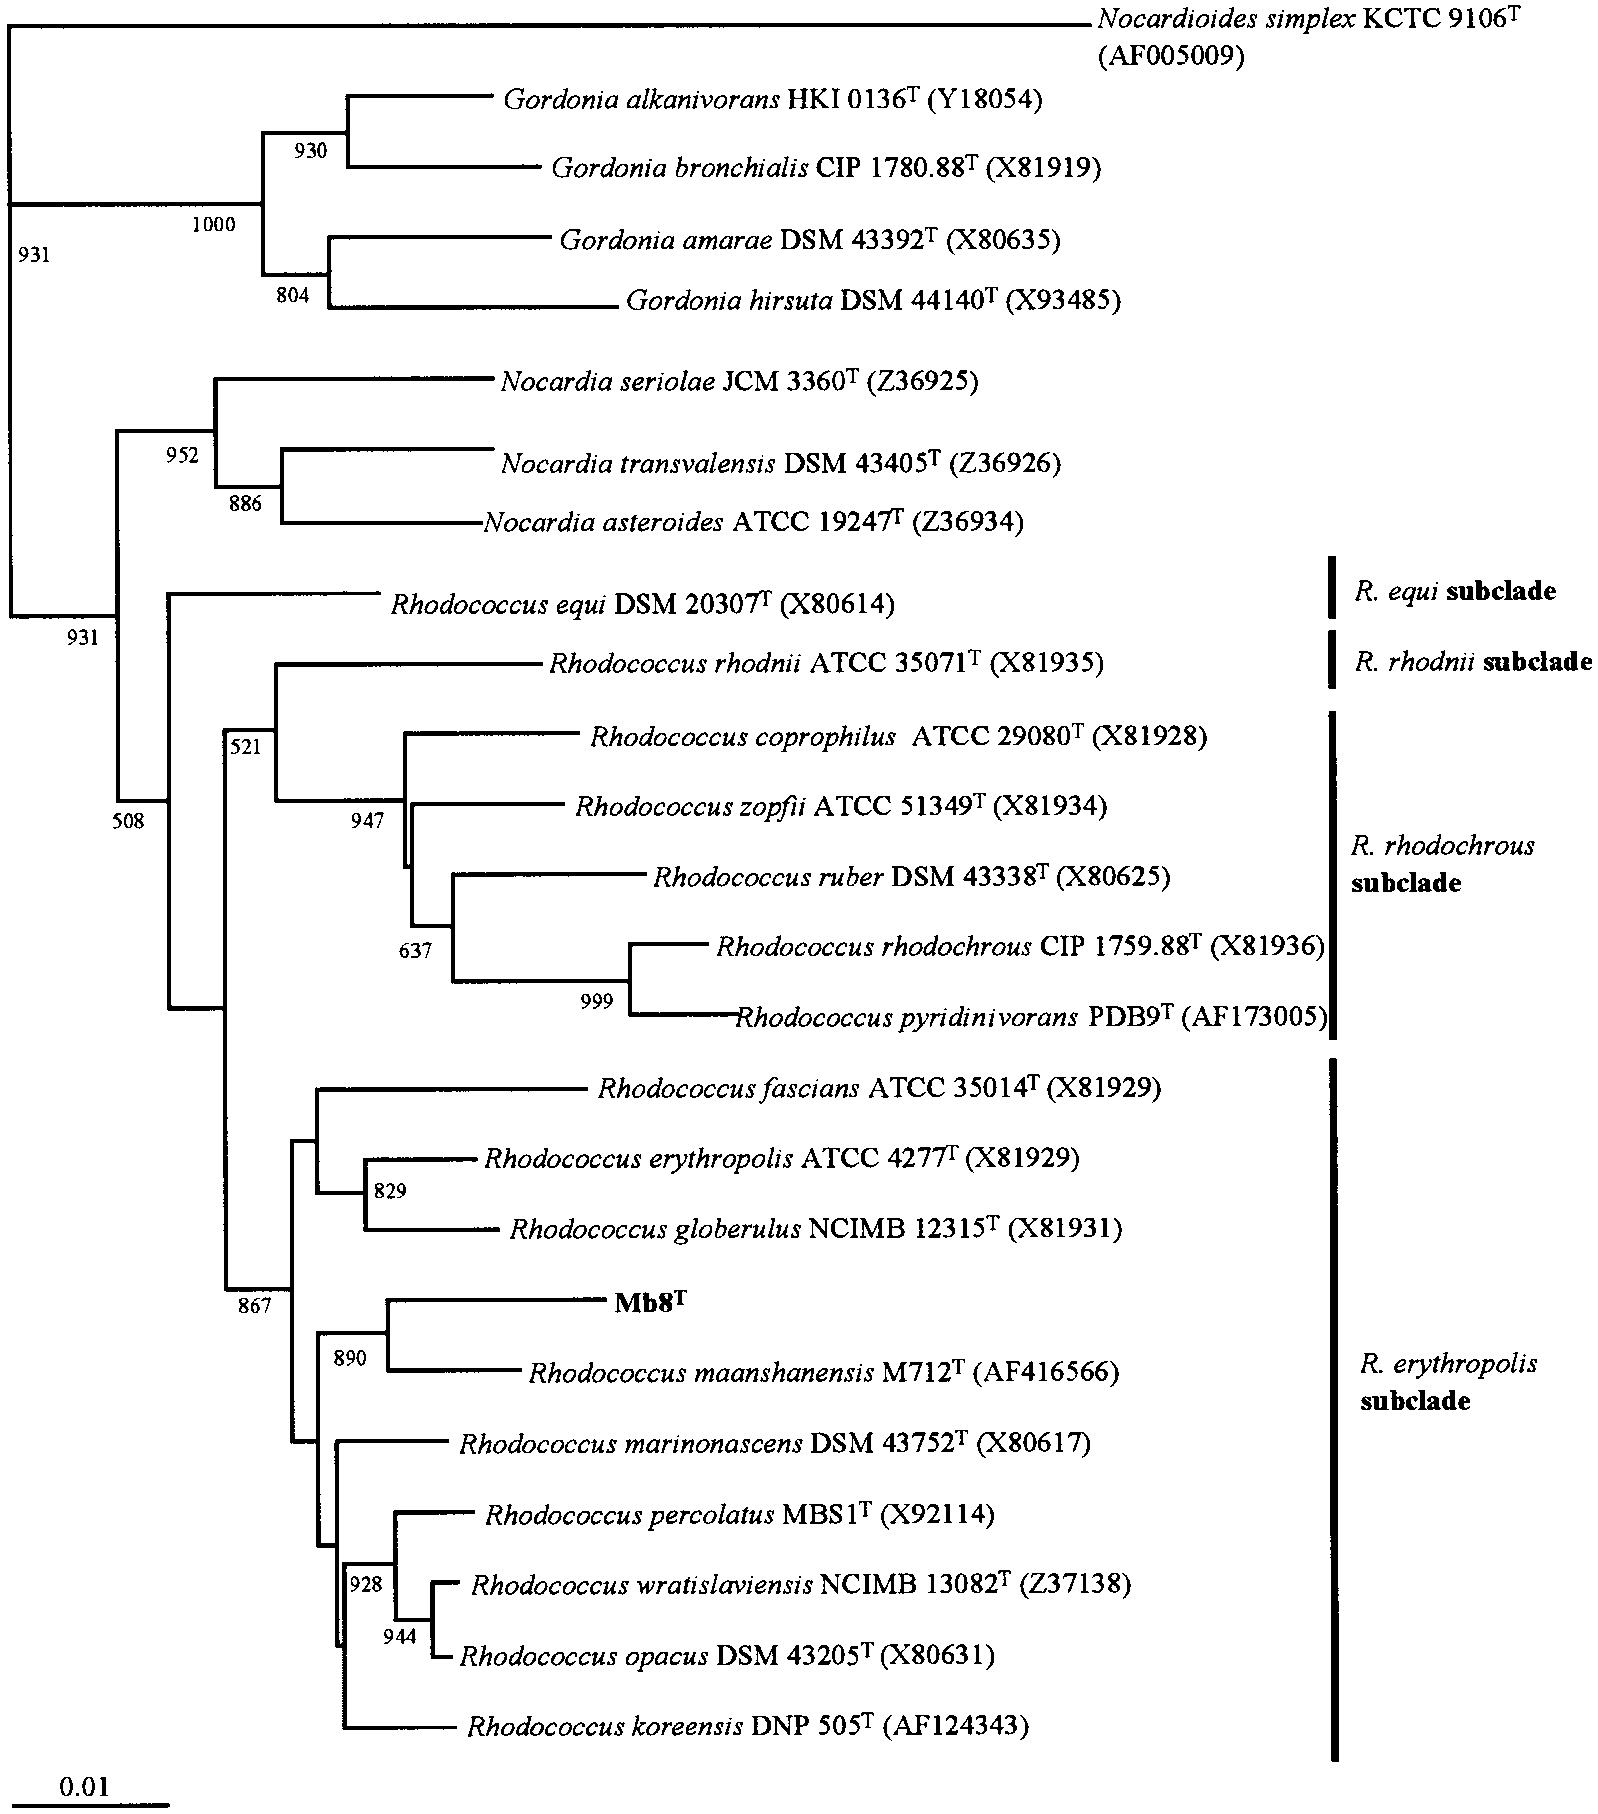 Nocardioides simplex KCTC 9106T
(AF005009)
Gordonia alkanivorans HKI 0136T (Y18054)
930
Gordonia bronchialis CIP 1780.88T (X81919)
1000
Gordonia amarae DSM 43392T (X80635)
931
804
Gordonia hirsuta DSM 44140T (X93485)
Nocardia seriolae JCM 3360T (Z36925)
952
Nocardia transvalensis DSM 43405T (Z36926)
886
Nocardia asteroides ATCC 19247T (Z36934)
Rhodococcus equi DSM 20307T (X80614)
R. equi subclade
931
Rhodococcus rhodnii ATCC 35071T (X81935)
R. rhodnii subclade
521
Rhodococcus coprophilus ATCC 29080T (X81928)
Rhodococcus zopfii ATCC 51349T (X81934)
508
947
R. rhodochrous
subclade
Rhodococcus ruber DSM 43338T (X80625)
637
Rhodococcus rhodochrous CIP 1759.88T (X81936)
999
Rhodococcus pyridinivorans PDB9T (AF173005)
Rhodococcus fascians ATCC 35014T (X81929)
Rhodococcus erythropolis ATCC 4277T (X81929)
829
Rhodococcus globerulus NCIMB 12315T (X81931)
867
Mb8T
890
Rhodococcus maanshanensis M712T (AF416566)
R. erythropolis
subclade
Rhodococcus marinonascens DSM 43752T (X80617)
Rhodococcus percolatus MBS1T (X92114)
928
Rhodococcus wratislaviensis NCIMB 13082T (Z37138)
944
Rhodococcus opacus DSM 43205T (X80631)
Rhodococcus koreensis DNP 505T (AF124343)
0.01